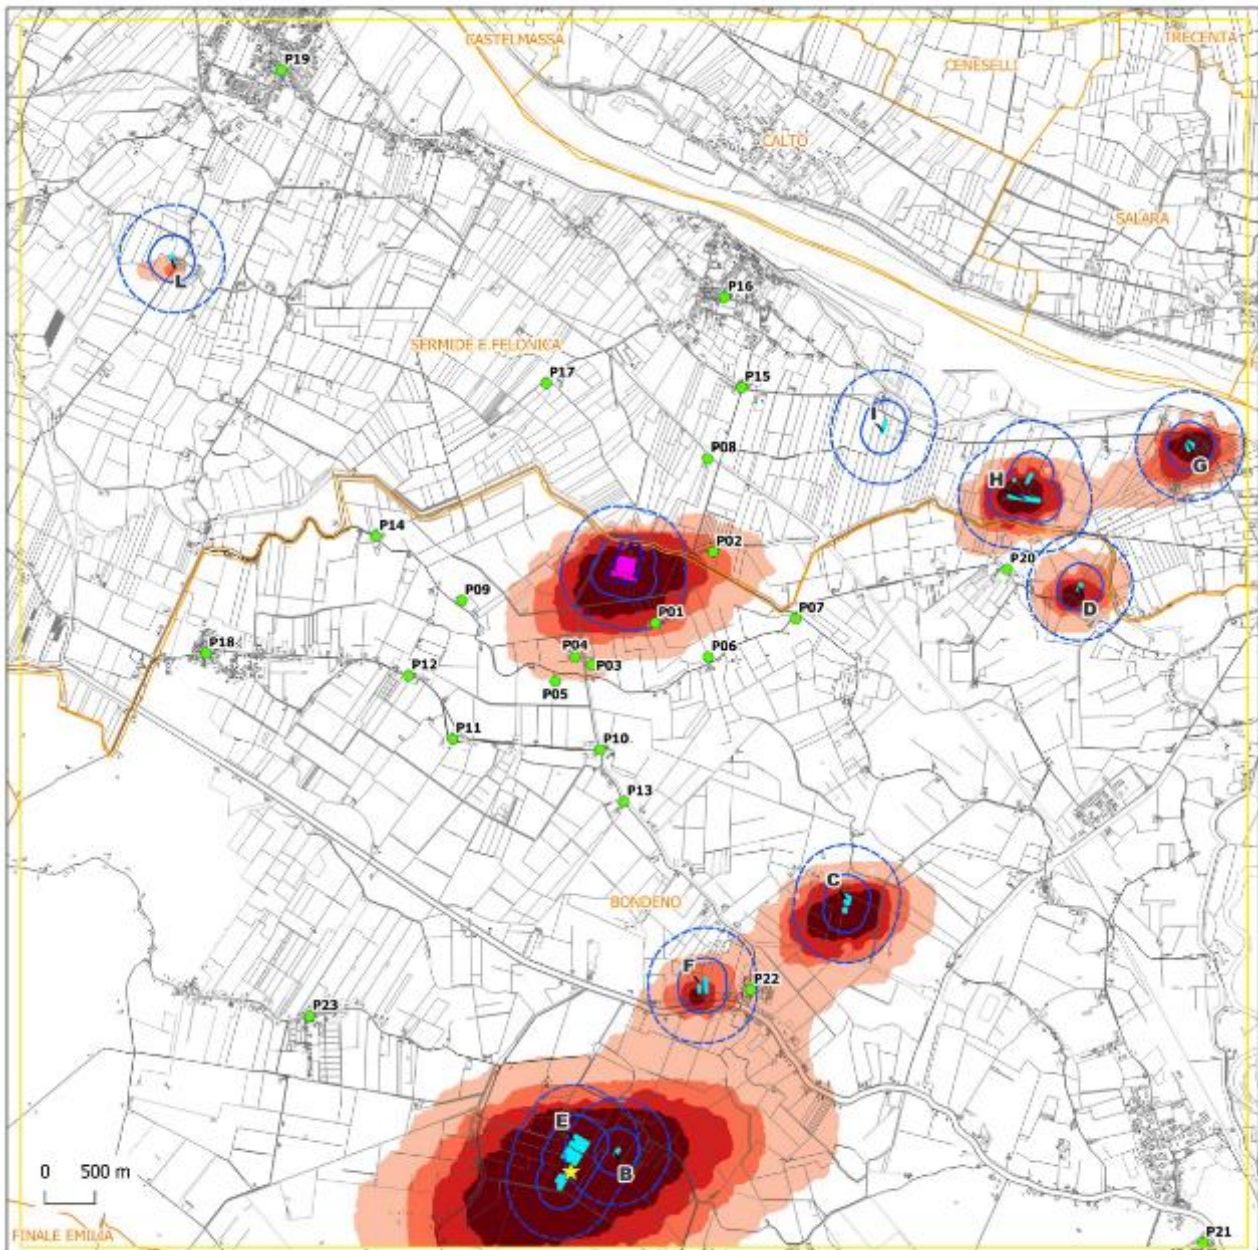 P19
CASTELMASSA
TRECENTA
CENESELLI
CALTO
SALARA
L
P16
SERMIDE E FELONICA
P17
P15
I
P08
H
G
P14
P02
P20
P09
P01
P07
D
P18
P04
P03
P06
P12
P05
P11
P10
P13
C
BONDENO
F
P22
P23
E
B
0 500 m
FINALE EMILIA
P21